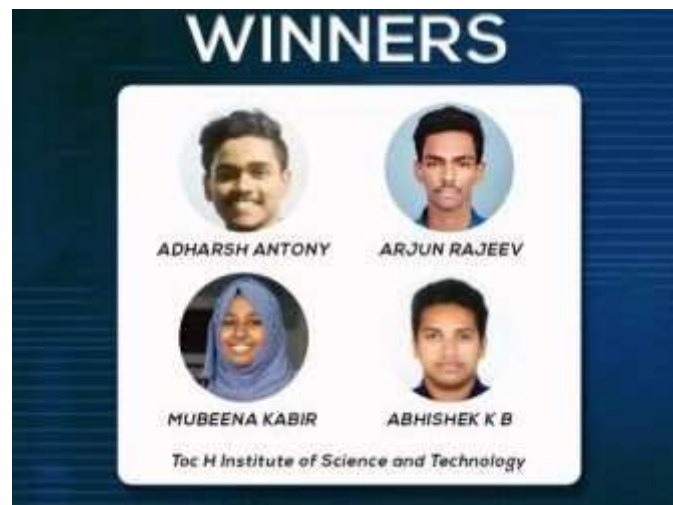 WINNERS
ADHARSH ANTONY
ARJUN RAJEEV
MUBEENA KABIR
ABHISHEK K B
Toc H Institute of Science and Technology